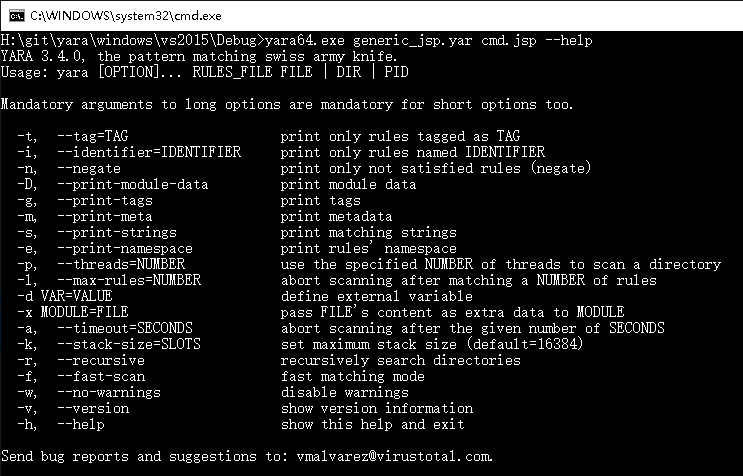 C:\WINDOWS\system32\cmd.exe
H:\git\yara\windows\vs2015\Debug>yara64.exe generic_jsp.yar cmd.jsp --help
YARA 3.4.0, the pattern matching swiss army knife.
Usage: yara [OPTION]... RULES_FILE FILE | DIR | PID
Mandatory arguments to long options are mandatory for short options too.
-t, --tag=TAG print only rules tagged as TAG
-i, --identifier=IDENTIFIER print only rules named IDENTIFIER
-n, --negate print only not satisfied rules (negate)
-D, --print-module-data print module data
-g, --print-tags print tags
-m, --print-meta print metadata
-s, --print-strings print matching strings
-e, --print-namespace print rules' namespace
-p, --threads=NUMBER use the specified NUMBER of threads to scan a directory
-l, --max-rules=NUMBER abort scanning after matching a NUMBER of rules
-d VAR=VALUE define external variable
-x MODULE=FILE pass FILE's content as extra data to MODULE
-a, --timeout=SECONDS abort scanning after the given number of SECONDS
-k, --stack-size=SLOTS set maximum stack size (default=16384)
-r, --recursive recursively search directories
-f, --fast-scan fast matching mode
-w, --no-warnings disable warnings
-v, --version show version information
-h, --help show this help and exit
Send bug reports and suggestions to: vmalvarez@virustotal.com.